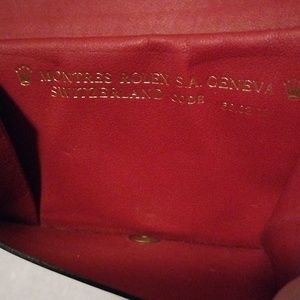 MONTRES ROLEX S.A. GENEVA
SWITZERLAND CODE